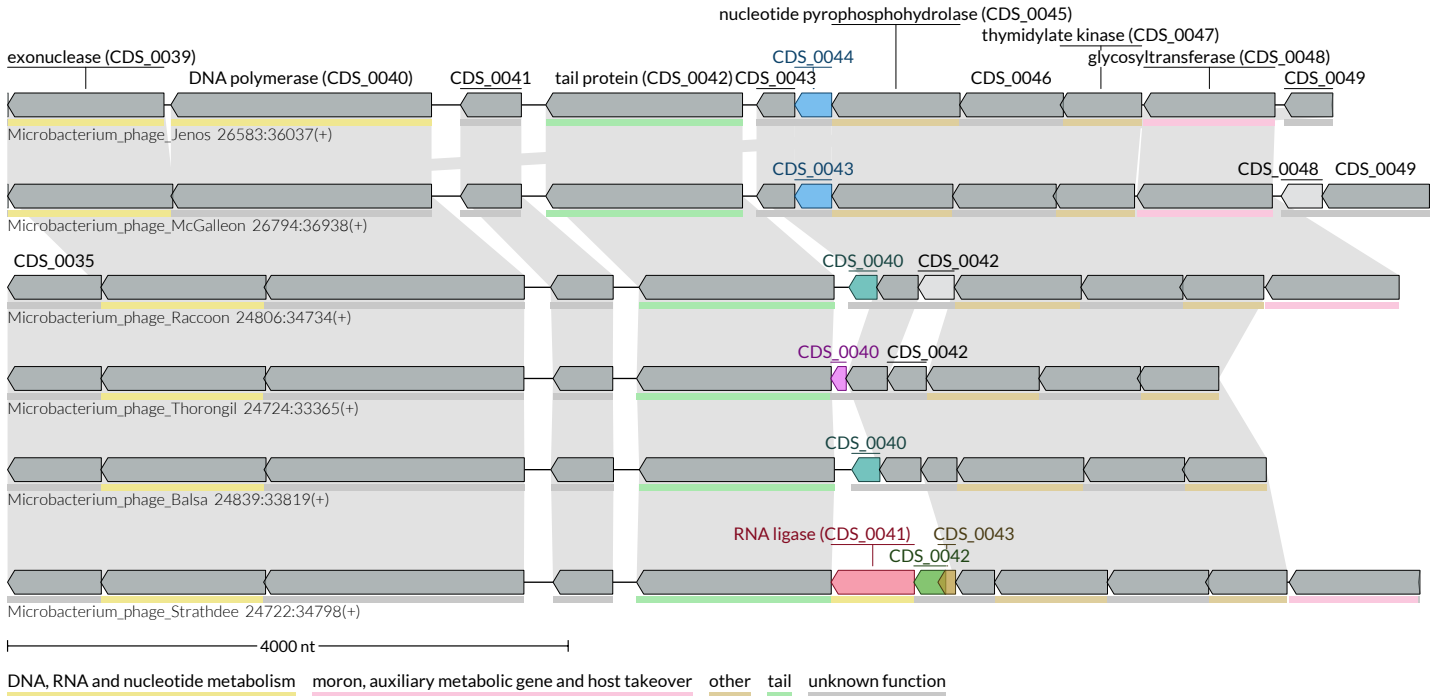 nucleotide pyrophosphohydrolase (CDS_0045)
thymidylate kinase (CDS_0047)
exonuclease (CDS_0039)
CDS_0044
glycosyltransferase (CDS_0048)
DNA polymerase (CDS_0040)
CDS_0041
tail protein (CDS_0042)
CDS_0043
CDS_0046
CDS_0049
Microbacterium_phage_Jenos 26583:36037(+)
CDS_0043
CDS_0048
CDS_0049
Microbacterium_phage_McGalleon 26794:36938(+)
CDS_0035
CDS_0040
CDS_0042
Microbacterium_phage_Raccoon 24806:34734(+)
CDS_0040
CDS_0042
Microbacterium_phage_Thorongil 24724:33365(+)
CDS_0040
Microbacterium_phage_Balsa 24839:33819(+)
RNA ligase (CDS_0041)
CDS_0043
CDS_0042
Microbacterium_phage_Strathdee 24722:34798(+)
4000 nt
DNA, RNA and nucleotide metabolism
moron, auxiliary metabolic gene and host takeover
other
tail
unknown function